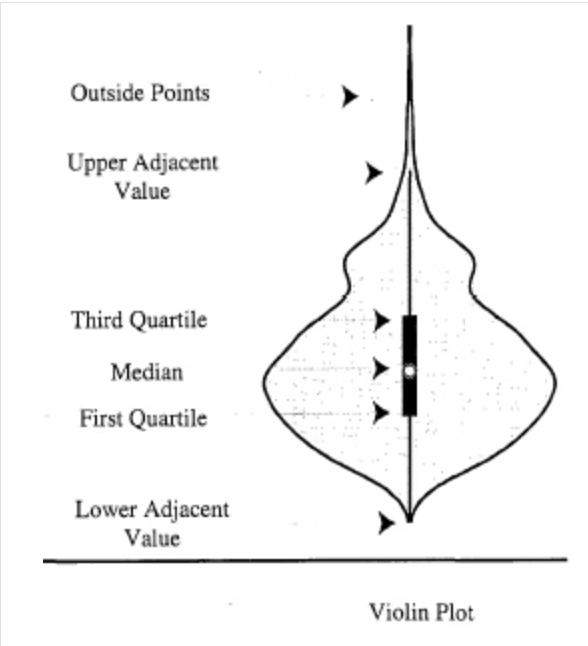 Outside Points
Upper Adjacent
Value
Third Quartile
Median
First Quartile
Lower Adjacent
Value
Violin Plot